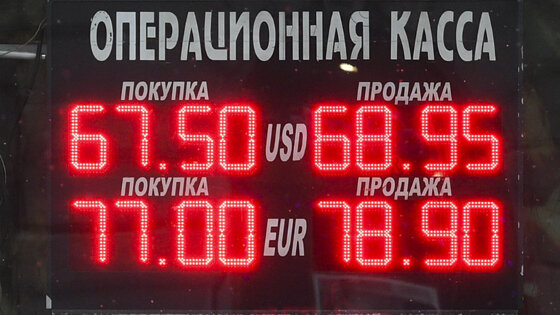 ОПЕРАЦИОННАЯ КАССА
ПОКУПКА ПРОДАЖА
67.50 USD 68.95
ПОКУПКА ПРОДАЖА
77.00 EUR 78.90